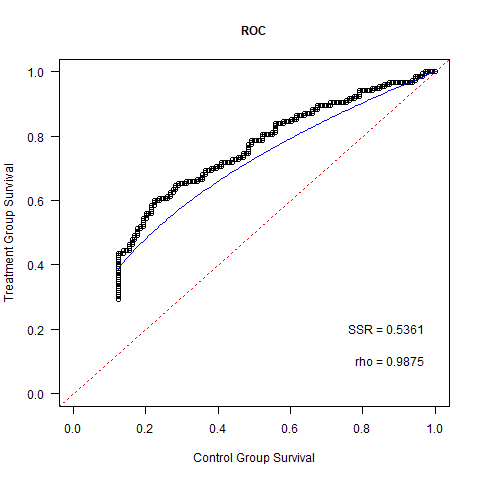 ROC
Treatment Group Survival
1.0
0.8
0.6
0.4
0.2
0.0
SSR = 0.5361
rho = 0.9875
0.0 0.2 0.4 0.6 0.8 1.0
Control Group Survival